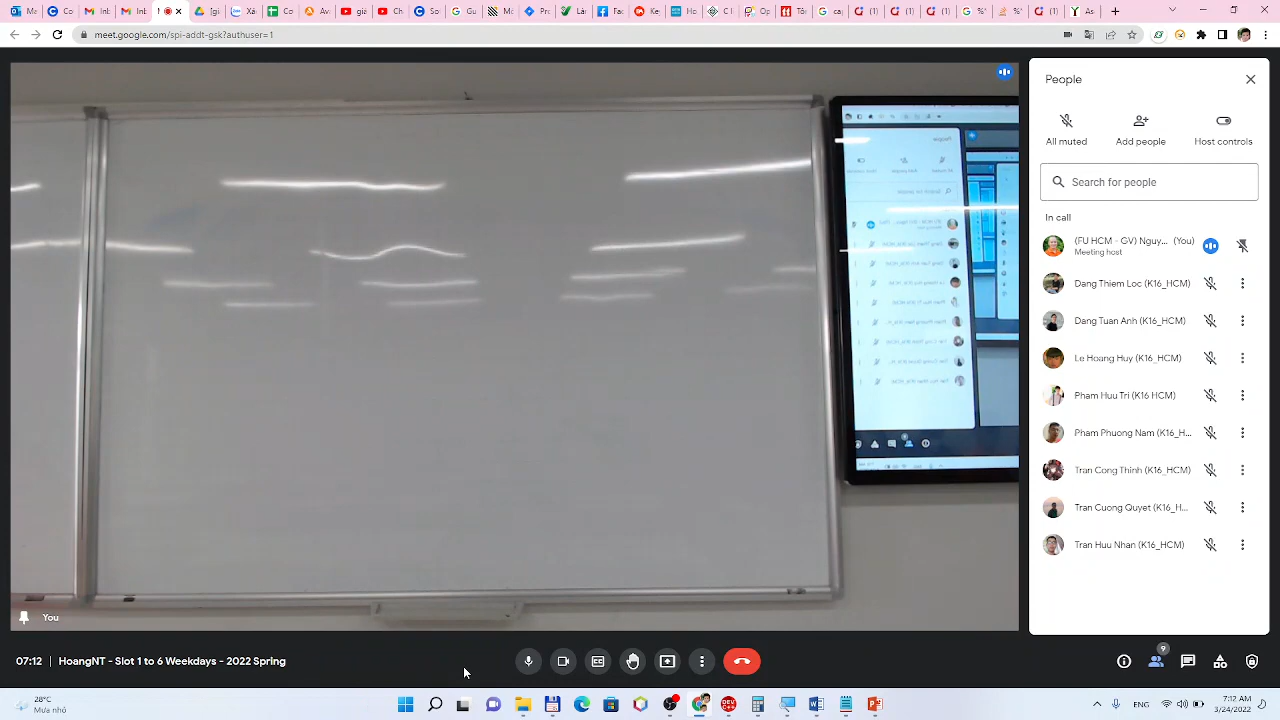 meet.google.com/spi-addt-gsk?authuser=1
People
All muted
Add people
Host controls
Search for people
In call
(FU HCM - GV) Nguy... (You)
Meeting host
Dang Thiem Loc (K16_HCM)
Dang Tuan Anh (K16_HCM)
Le Hoang Huy (K16_HCM)
Pham Huu Tri (K16 HCM)
Pham Phuong Nam (K16_H...
Tran Cong Thinh (K16_HCM)
Tran Cuong Quyet (K16_H...
Tran Huu Nhan (K16_HCM)
You
07:12 | HoangNT - Slot 1 to 6 Weekdays - 2022 Spring
9
28°C
Mưa nhỏ
ENG
7:12 AM
3/24/2022